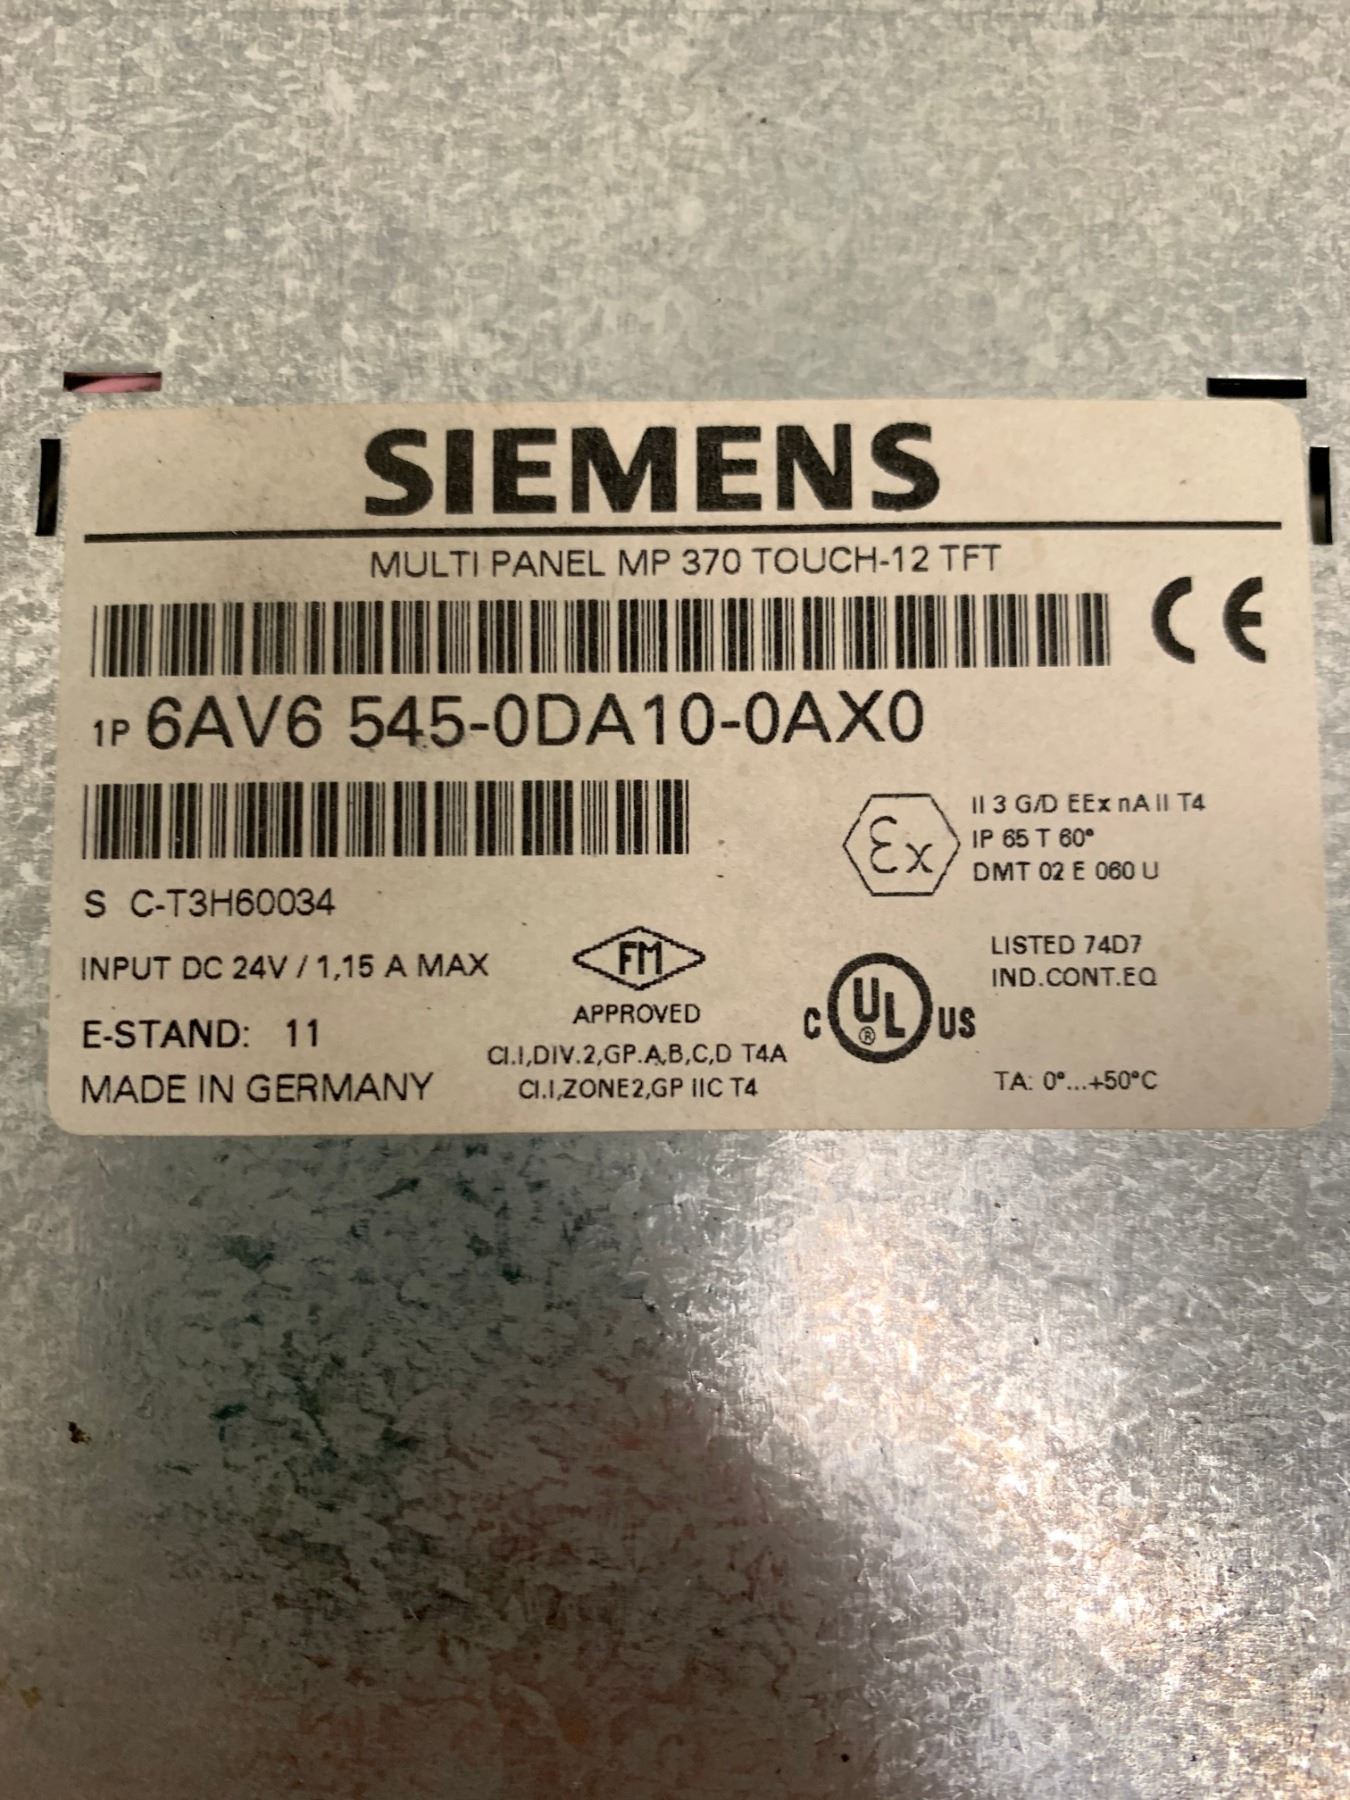 SIEMENS
MULTI PANEL MP 370 TOUCH-12 TFT
CE
1P 6AV6 545-0DA10-0AX0
S C-T3H60034
Ex
II 3 G/D EEx nA II T4
IP 65 T 60°
DMT 02 E 060 U
INPUT DC 24V / 1,15 A MAX
E-STAND: 11
MADE IN GERMANY
FM
APPROVED
CI.I,DIV.2,GP.A,B,C,D T4A
CI.I,ZONE2,GP IIC T4
C UL ® US
LISTED 74D7
IND.CONT.EQ
TA: 0°...+50°C